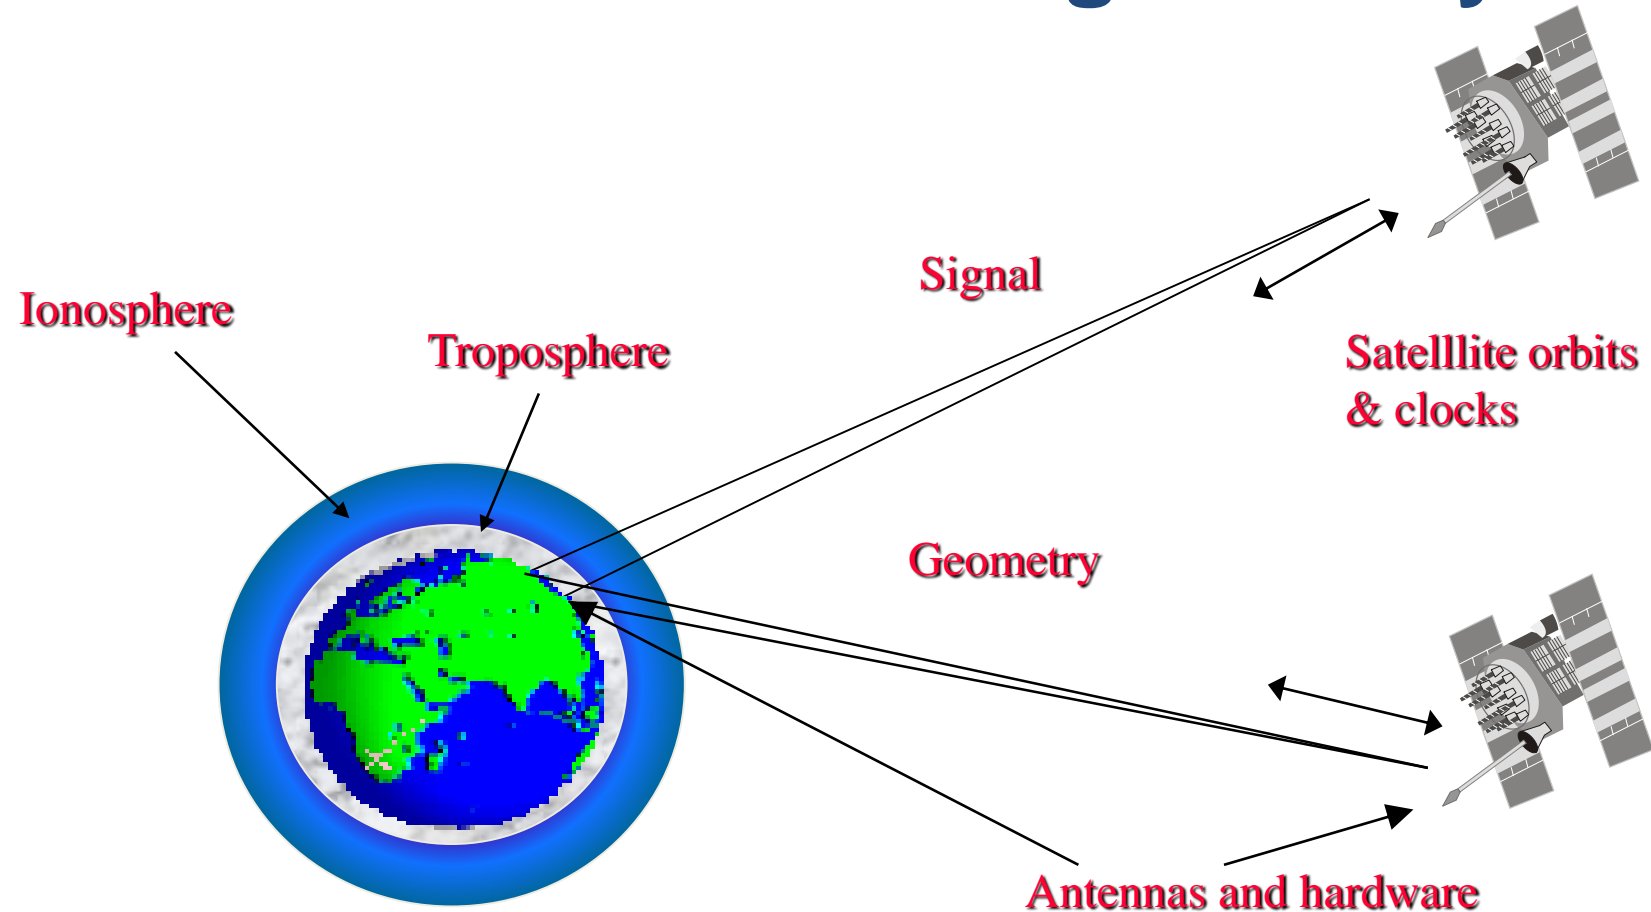 Signal
Ionosphere
Troposphere
Satelllite orbits
& clocks
Geometry
Antennas and hardware